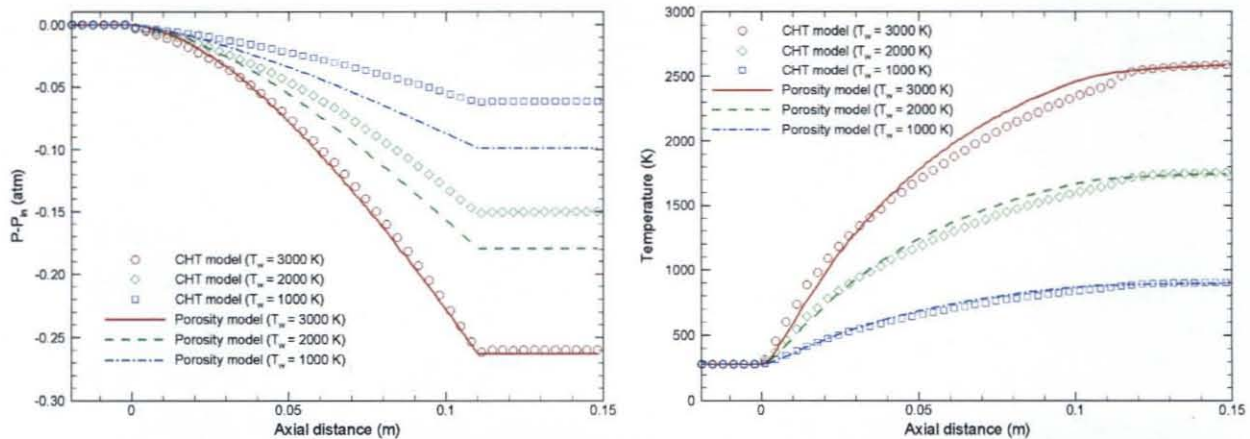 0.00
-0.05
-0.10
-0.15
-0.20
-0.25
-0.30
P-P_in (atm)
CHT model (T_w = 3000 K)
CHT model (T_w = 2000 K)
CHT model (T_w = 1000 K)
Porosity model (T_w = 3000 K)
Porosity model (T_w = 2000 K)
Porosity model (T_w = 1000 K)
0 0.05 0.1 0.15
Axial distance (m)
3000
2500
2000
1500
1000
500
0
Temperature (K)
CHT model (T_w = 3000 K)
CHT model (T_w = 2000 K)
CHT model (T_w = 1000 K)
Porosity model (T_w = 3000 K)
Porosity model (T_w = 2000 K)
Porosity model (T_w = 1000 K)
0 0.05 0.1 0.15
Axial distance (m)